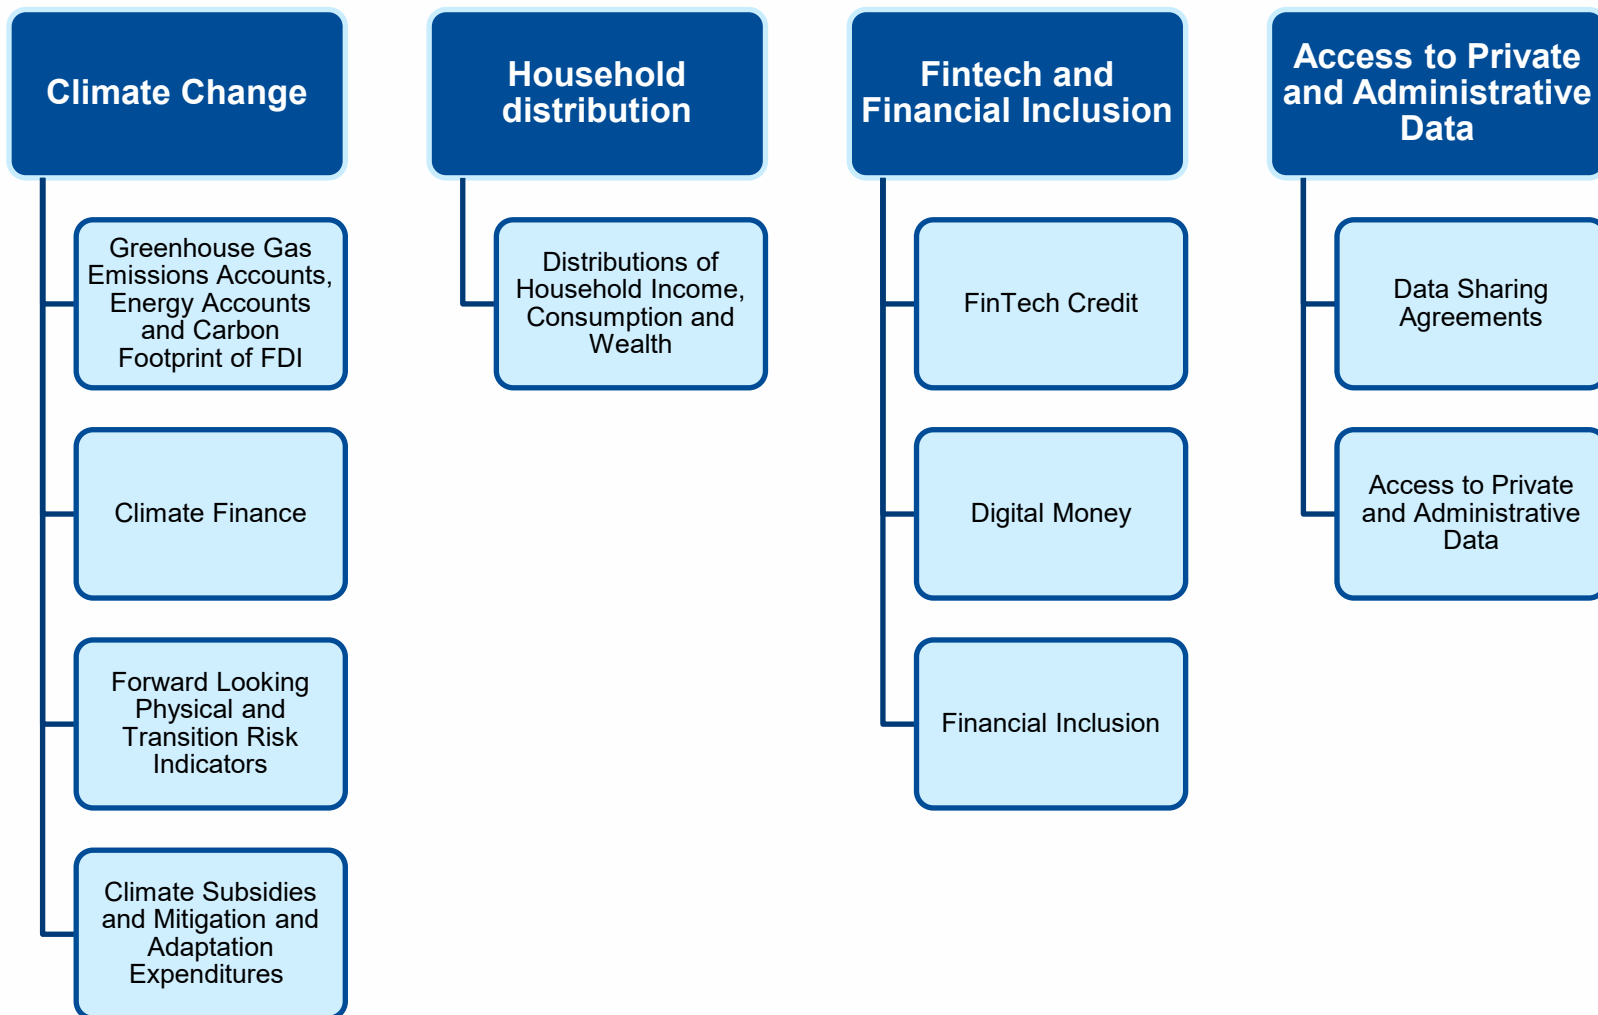 Climate Change
Greenhouse Gas
Emissions Accounts,
Energy Accounts
and Carbon
Footprint of FDI
Climate Finance
Forward Looking
Physical and
Transition Risk
Indicators
Climate Subsidies
and Mitigation and
Adaptation
Expenditures
Household
distribution
Distributions of
Household Income,
Consumption and
Wealth
Fintech and
Financial Inclusion
FinTech Credit
Digital Money
Financial Inclusion
Access to Private
and Administrative
Data
Data Sharing
Agreements
Access to Private
and Administrative
Data